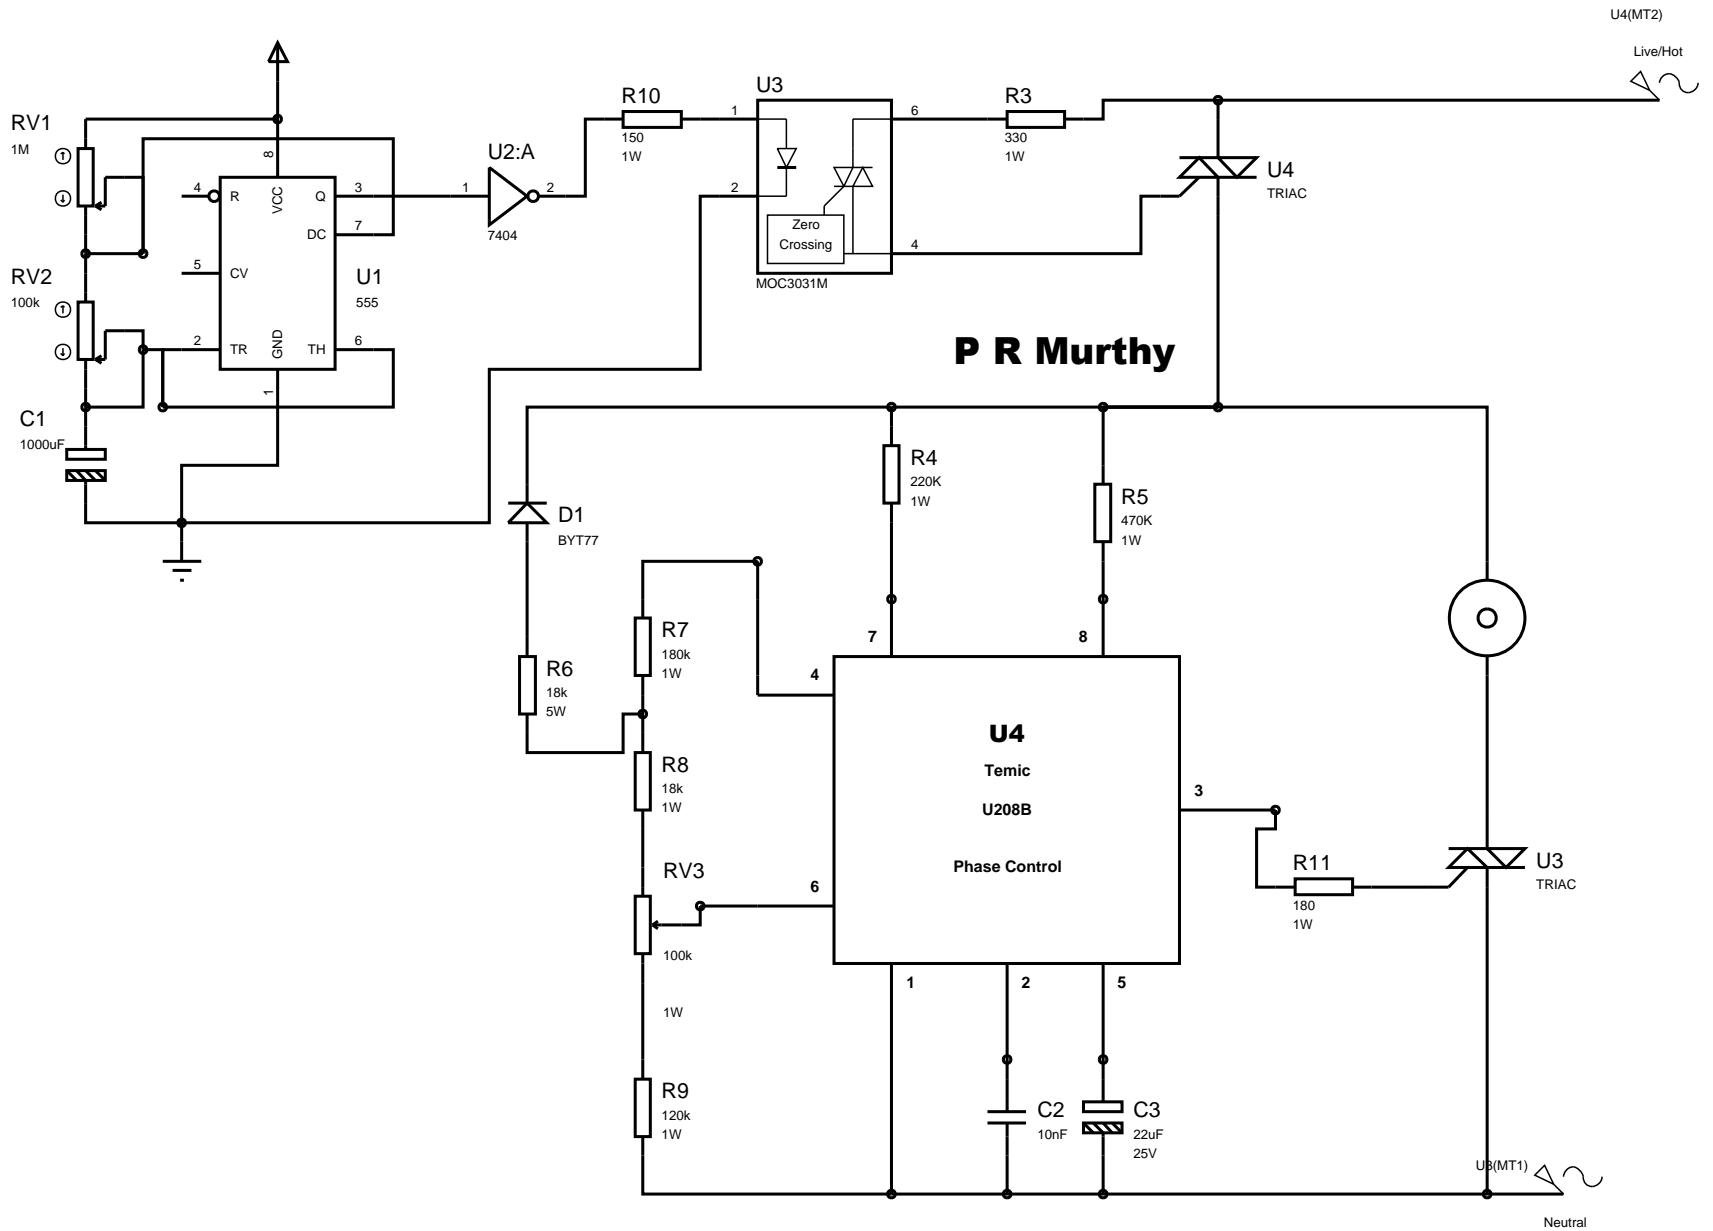 U4(MT2)
Live/Hot
RV1
1M
8
VCC
4
R
Q
3
DC
7
5
CV
U1
555
RV2
100k
2
TR
GND
TH
6
1
C1
1000uF
U2:A
1
2
7404
R10
150
1W
U3
1
2
6
4
Zero
Crossing
MOC3031M
R3
330
1W
U4
TRIAC
P R Murthy
D1
BYT77
R4
220K
1W
R5
470K
1W
R6
18k
5W
R7
180k
1W
R8
18k
1W
RV3
100k
1W
R9
120k
1W
7
8
4
6
3
1
2
5
U4
Temic
U208B
Phase Control
R11
180
1W
U3
TRIAC
C2
10nF
C3
22uF
25V
U3(MT1)
Neutral